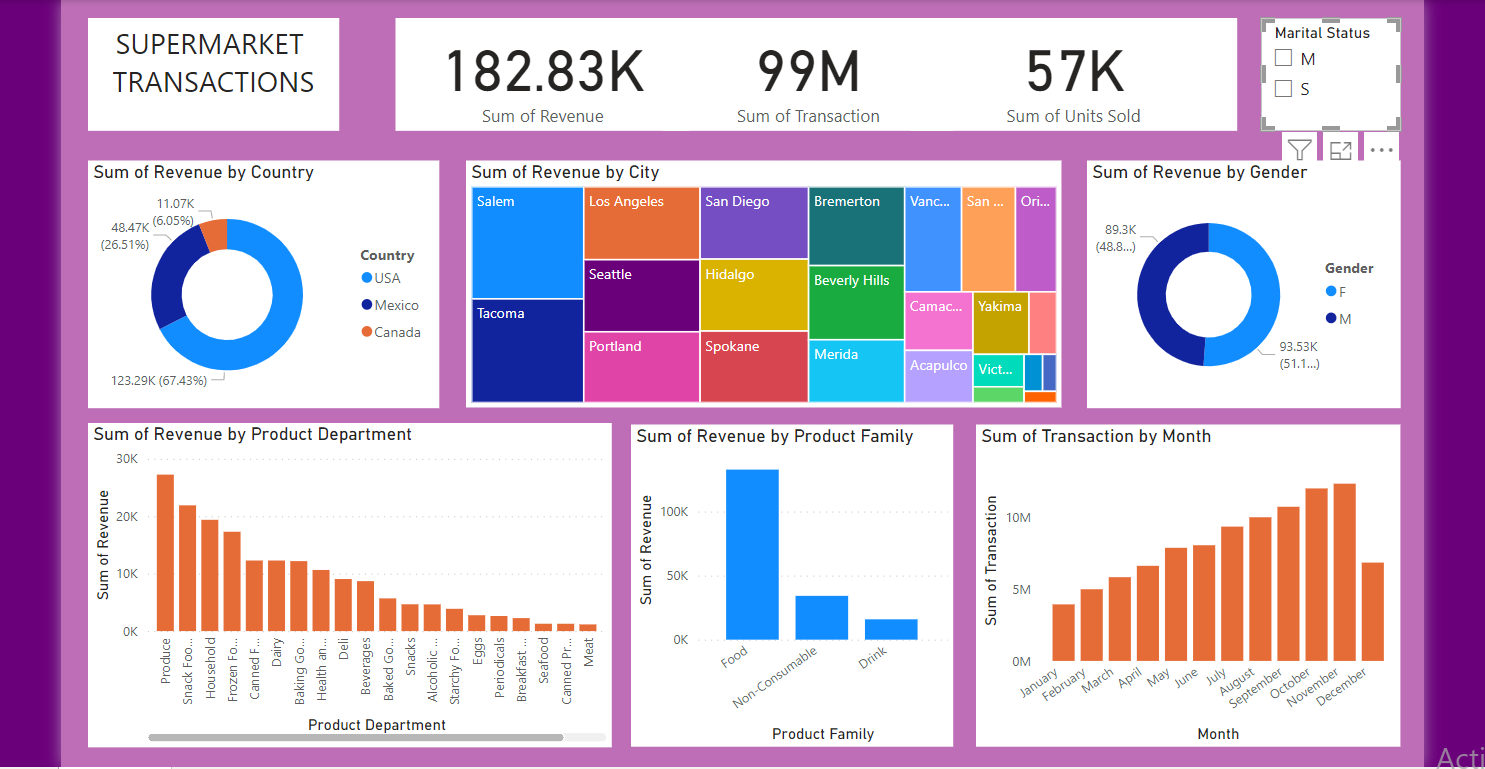 SUPERMARKET
TRANSACTIONS
182.83K
Sum of Revenue
99M
Sum of Transaction
57K
Sum of Units Sold
Marital Status
M
S
Sum of Revenue by Country
11.07K
(6.05%)
48.47K
(26.51%)
123.29K (67.43%)
Country
USA
Mexico
Canada
Sum of Revenue by City
Salem
Tacoma
Los Angeles
Seattle
Portland
San Diego
Hidalgo
Spokane
Bremerton
Beverly Hills
Merida
Vanc...
San ...
Ori...
Camac...
Yakima
Acapulco
Vict...
Sum of Revenue by Gender
89.3K
(48.8...)
93.53K
(51.1...)
Gender
F
M
Sum of Revenue by Product Department
Sum of Revenue
30K
20K
10K
0K
Produce
Snack Foo...
Household
Frozen Fo...
Canned F...
Dairy
Baking Go...
Health an...
Deli
Beverages
Baked Go...
Snacks
Alcoholic ...
Starchy Fo...
Eggs
Periodicals
Breakfast ...
Seafood
Canned Pr...
Meat
Product Department
Sum of Revenue by Product Family
Sum of Revenue
100K
50K
0K
Food
Non-Consumable
Drink
Product Family
Sum of Transaction by Month
Sum of Transaction
10M
5M
0M
January
February
March
April
May
June
July
August
September
October
November
December
Month
Acti